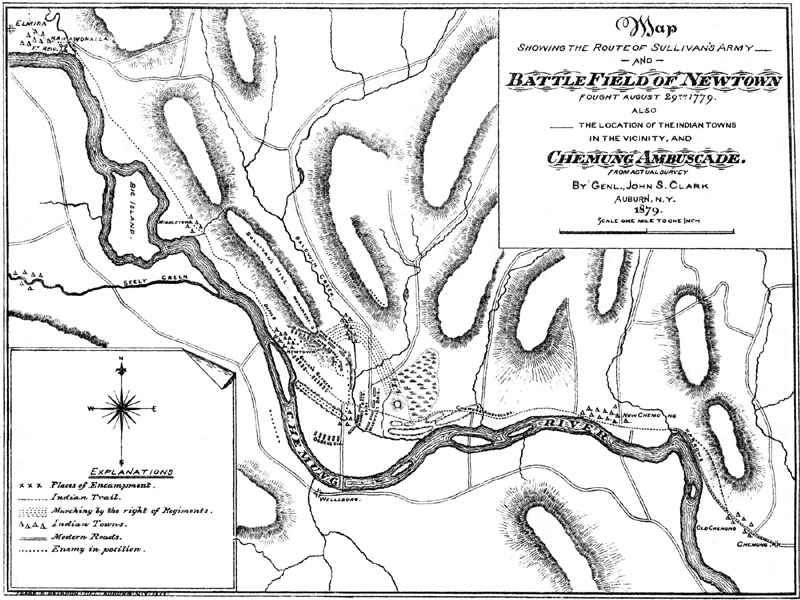 Map
SHOWING THE ROUTE OF SULLIVAN'S ARMY
— AND —
BATTLE FIELD OF NEWTOWN
FOUGHT AUGUST 29TH 1779.
ALSO
THE LOCATION OF THE INDIAN TOWNS
IN THE VICINITY, AND
CHEMUNG AMBUSCADE.
FROM ACTUAL SURVEY
BY GENL., JOHN S. CLARK
AUBURN, N.Y.
1879.
SCALE ONE MILE TO ONE INCH
ELMIRA
KANAWOHALLA
BIG ISLAND.
MIDDLETOWN
SULLIVAN'S HILL
BALDWIN CREEK
SEELY CREEK
NEWTOWN
CHEMUNG RIVER
NEW CHEMUNG
WELLSBURG.
OLD CHEMUNG
CHEMUNG
N
W
E
S
EXPLANATIONS
x x x Places of Encampment.
Indian Trail.
Marching by the right of Regiments.
Indian Towns.
Modern Roads.
Enemy in position.